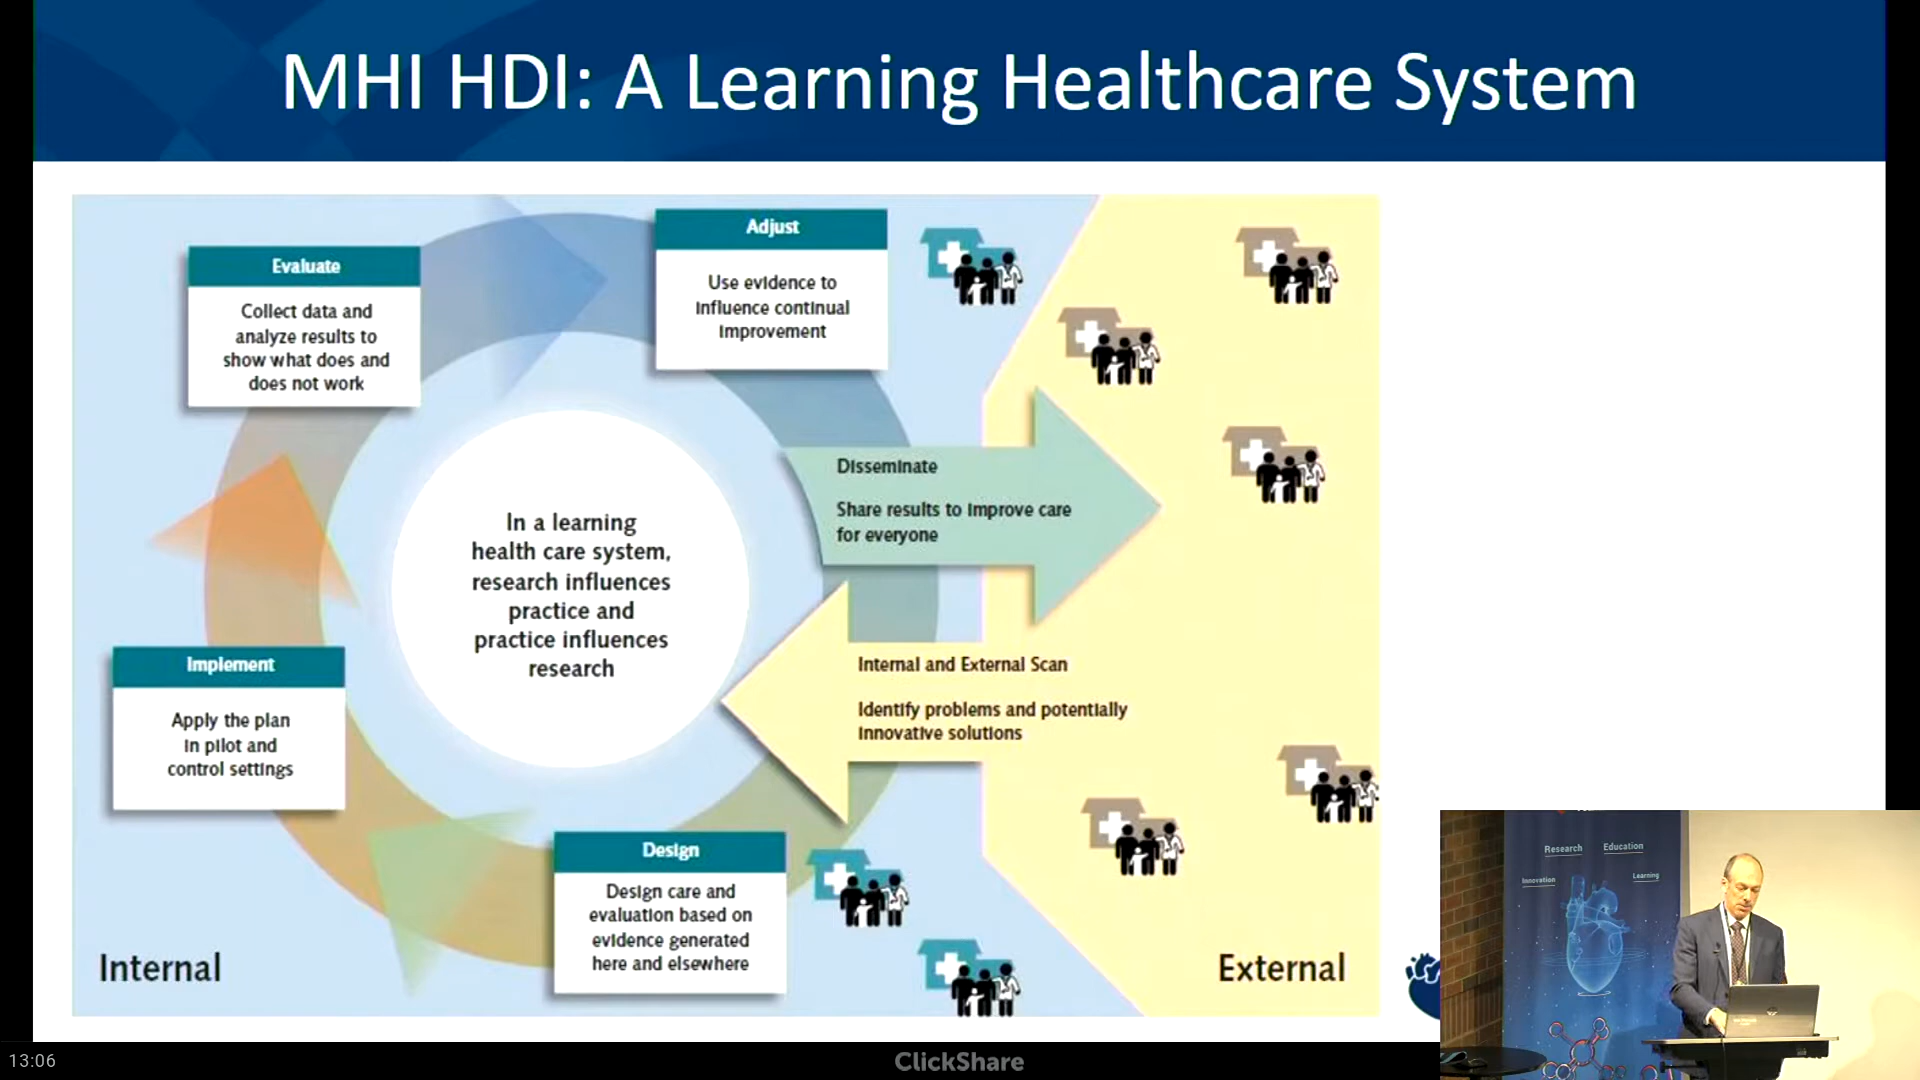 MHI HDI: A Learning Healthcare System
Evaluate
Collect data and
analyze results to
show what does and
does not work
Adjust
Use evidence to
influence continual
improvement
Disseminate
Share results to improve care
for everyone
In a learning
health care system,
research influences
practice and
practice influences
research
Internal and External Scan
Identify problems and potentially
innovative solutions
Implement
Apply the plan
in pilot and
control settings
Design
Design care and
evaluation based on
evidence generated
here and elsewhere
Internal
External
Research
Education
Innovation
Learning
13:06
ClickShare